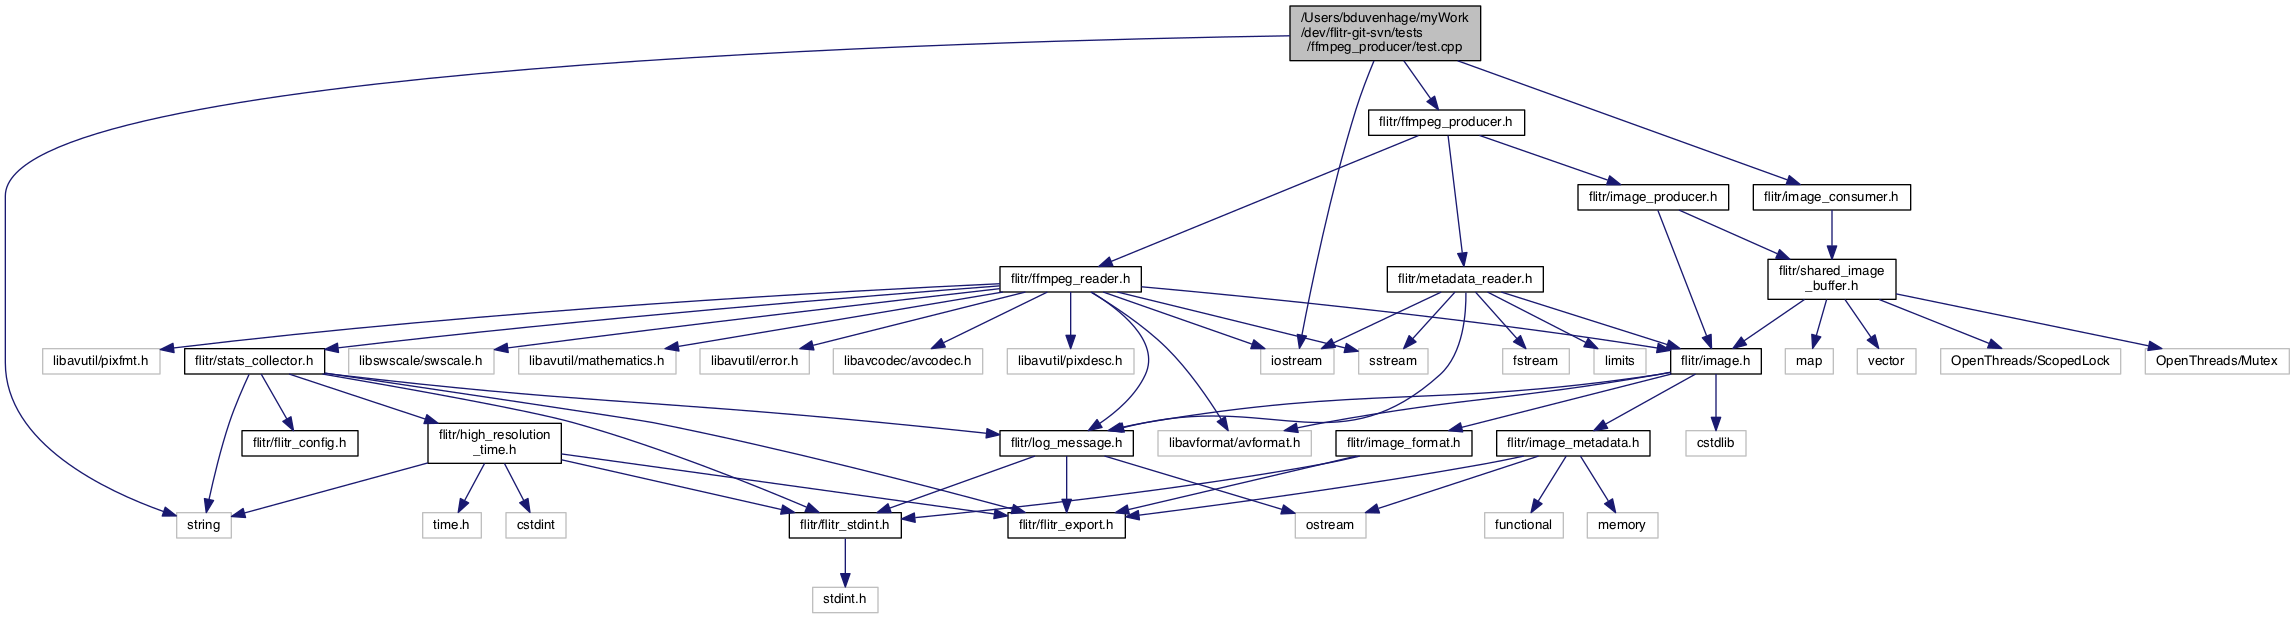 /Users/bduvenhage/myWork
/dev/flitr-git-svn/tests
/ffmpeg_producer/test.cpp
flitr/ffmpeg_producer.h
flitr/image_producer.h
flitr/image_consumer.h
flitr/ffmpeg_reader.h
flitr/metadata_reader.h
flitr/shared_image
_buffer.h
libavutil/pixfmt.h
flitr/stats_collector.h
libswscale/swscale.h
libavutil/mathematics.h
libavutil/error.h
libavcodec/avcodec.h
libavutil/pixdesc.h
iostream
sstream
fstream
limits
flitr/image.h
map
vector
OpenThreads/ScopedLock
OpenThreads/Mutex
flitr/flitr_config.h
flitr/high_resolution
_time.h
flitr/log_message.h
libavformat/avformat.h
flitr/image_format.h
flitr/image_metadata.h
cstdlib
string
time.h
cstdint
flitr/flitr_stdint.h
flitr/flitr_export.h
ostream
functional
memory
stdint.h